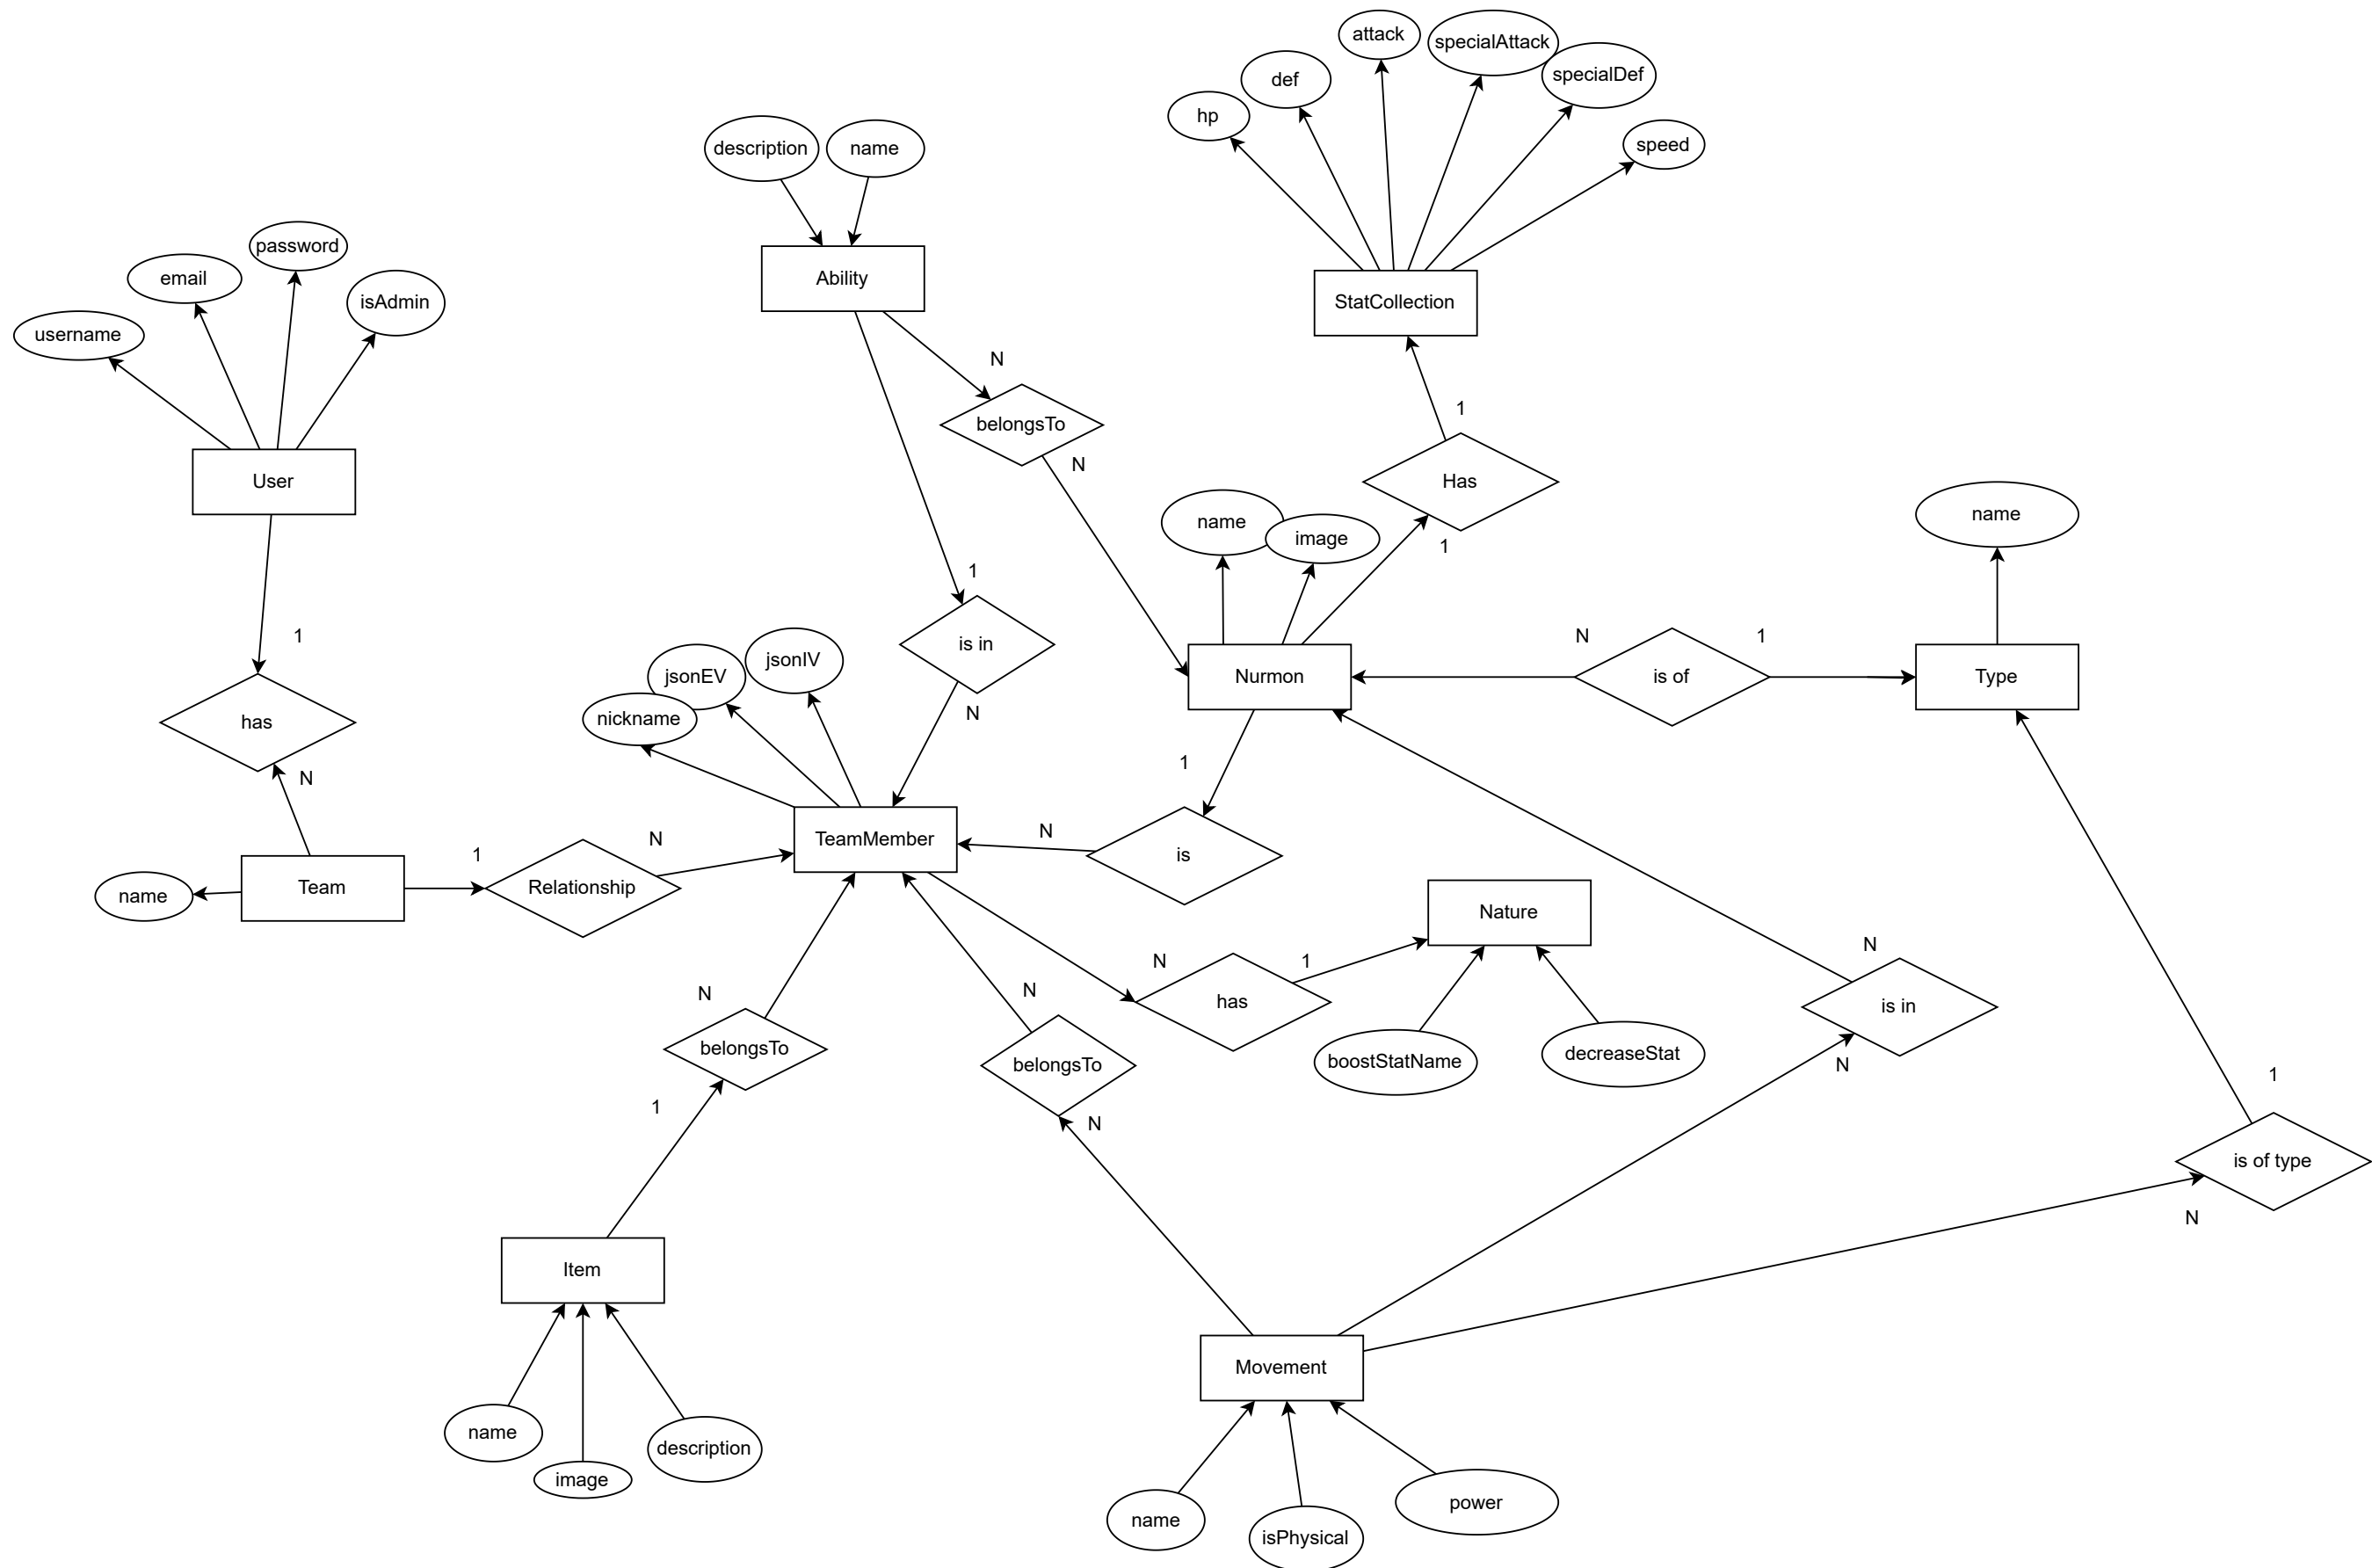 attack
specialAttack
specialDef
def
hp
speed
description
name
password
email
isAdmin
username
Ability
StatCollection
N
belongsTo
N
1
Has
1
User
name
image
name
1
is in
N
1
has
N
jsonIV
jsonEV
nickname
Nurmon
N
is of
1
Type
1
is
N
TeamMember
N
1
Relationship
Team
name
Nature
N
has
1
boostStatName
decreaseStat
N
is in
N
N
belongsTo
1
N
belongsTo
N
1
is of type
N
Item
name
image
description
Movement
name
isPhysical
power